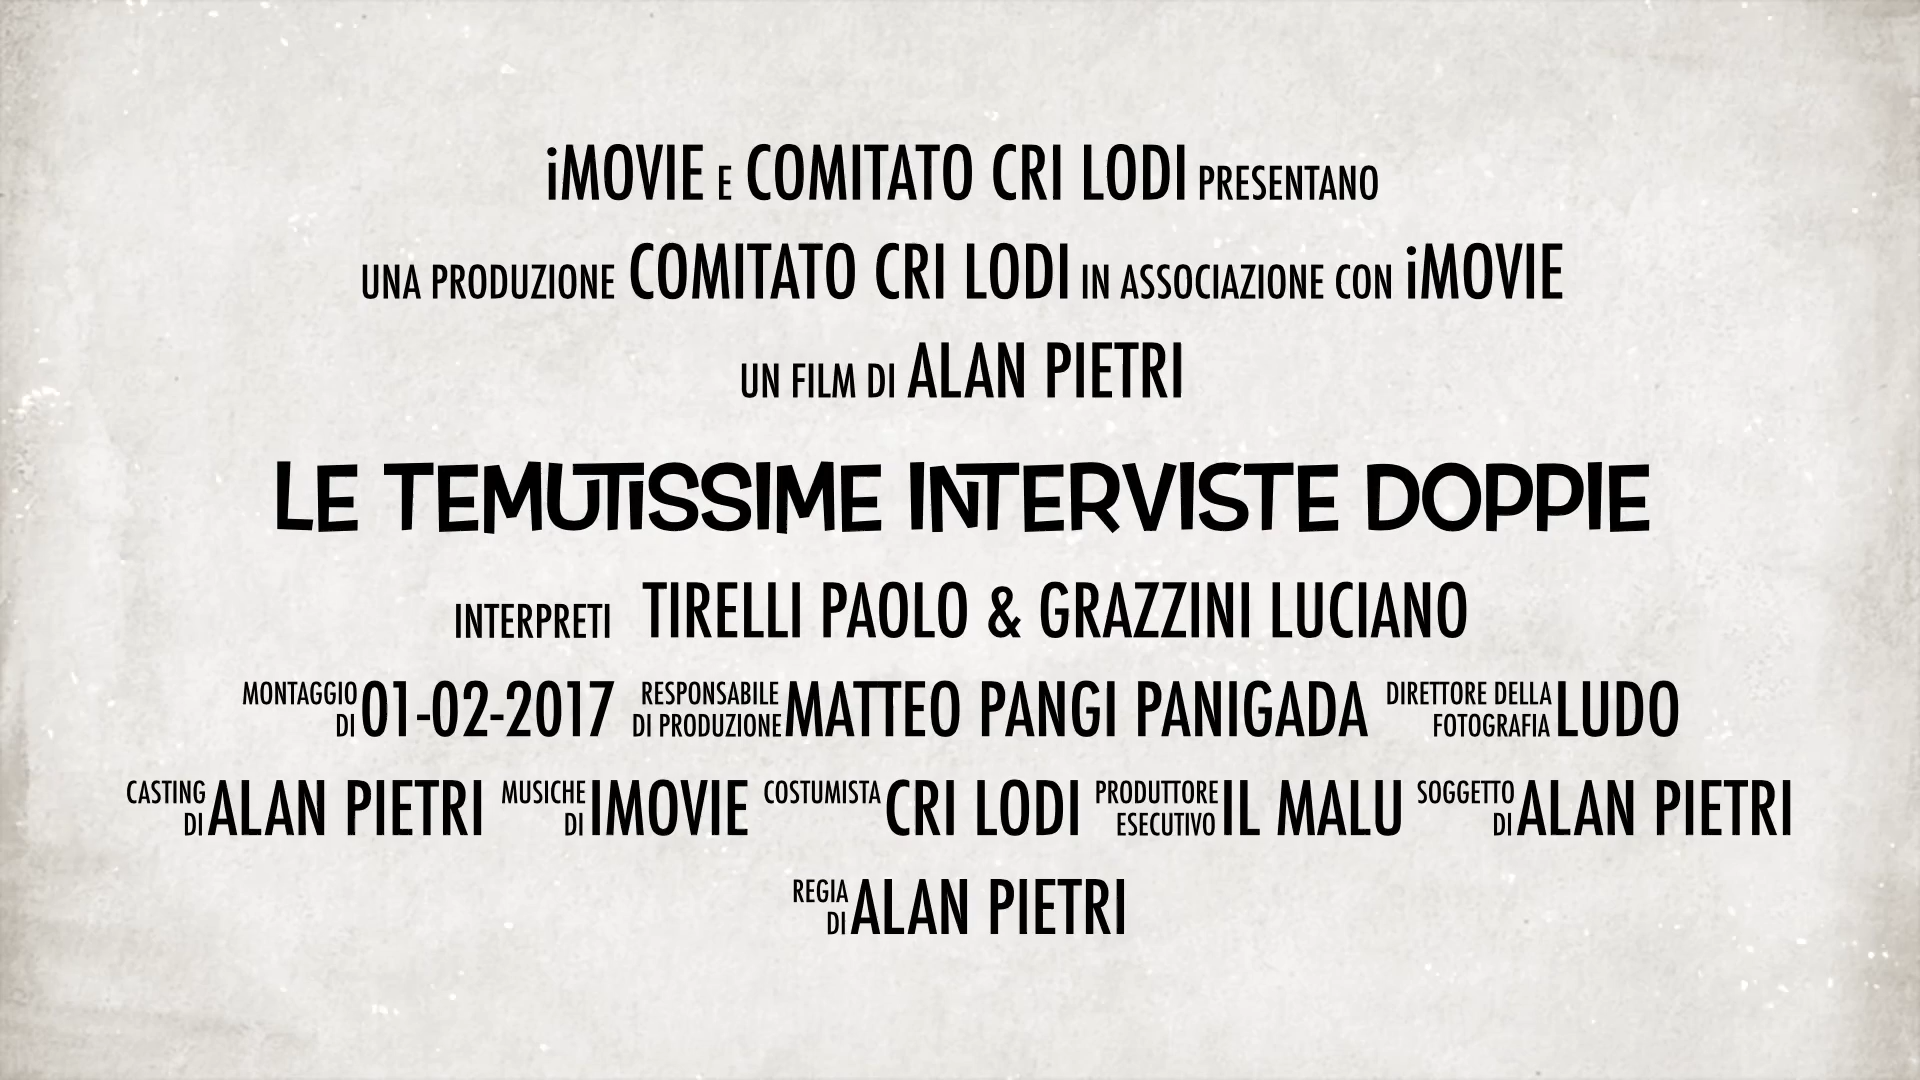 iMOVIE E COMITATO CRI LODI PRESENTANO
UNA PRODUZIONE COMITATO CRI LODI IN ASSOCIAZIONE CON iMOVIE
UN FILM DI ALAN PIETRI
LE TEMUTISSIME INTERVISTE DOPPIE
INTERPRETI TIRELLI PAOLO & GRAZZINI LUCIANO
MONTAGGIO DI 01-02-2017 RESPONSABILE DI PRODUZIONE MATTEO PANGI PANIGADA DIRETTORE DELLA FOTOGRAFIA LUDO
CASTING DI ALAN PIETRI MUSICHE DI IMOVIE COSTUMISTA CRI LODI PRODUTTORE ESECUTIVO IL MALU SOGGETTO DI ALAN PIETRI
REGIA DI ALAN PIETRI